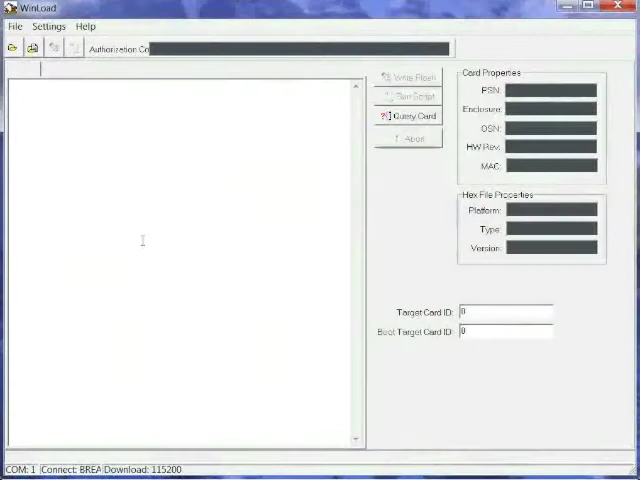 WinLoad
File Settings Help
Authorization Co
Write Flash
Run Script
?[] Query Card
Abort
Card Properties
PSN:
Enclosure:
OSN:
HW Rev:
MAC:
Hex File Properties
Platform:
Type:
Version:
Target Card ID: 0
Boot Target Card ID: 0
COM: 1 Connect: BREA Download: 115200